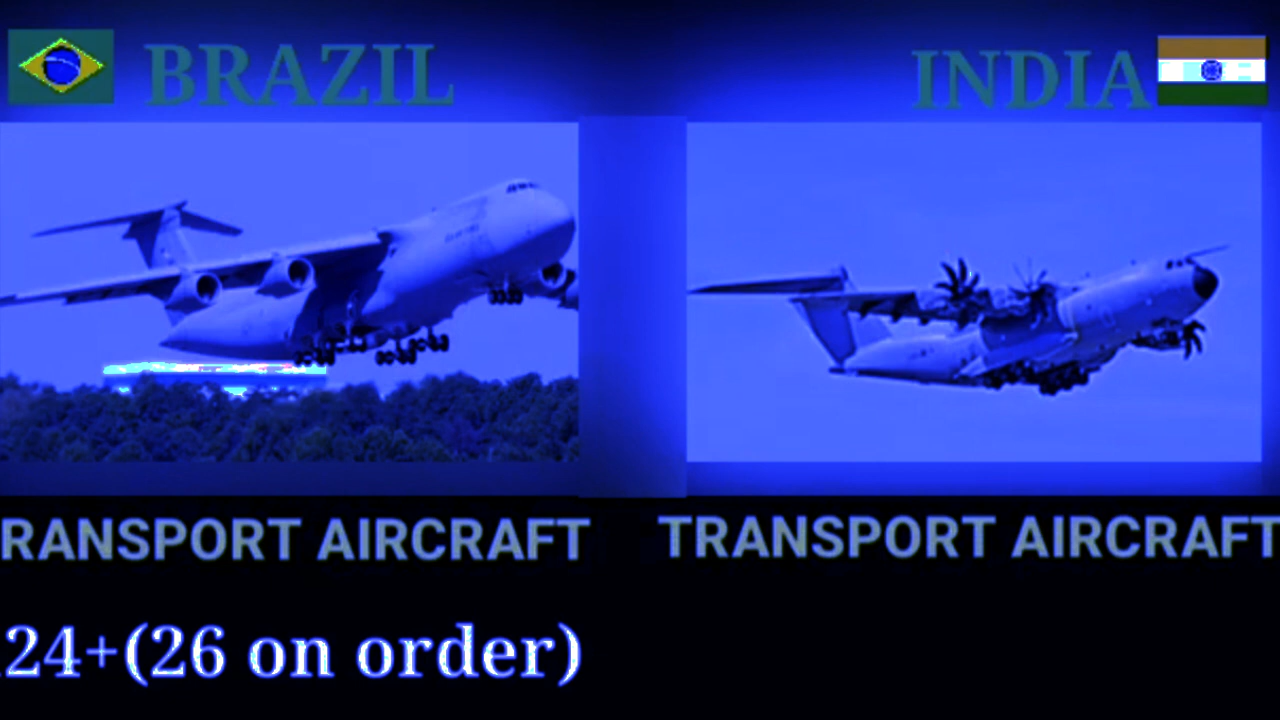 BRAZIL
INDIA
RANSPORT AIRCRAFT
TRANSPORT AIRCRAFT
24+(26 on order)